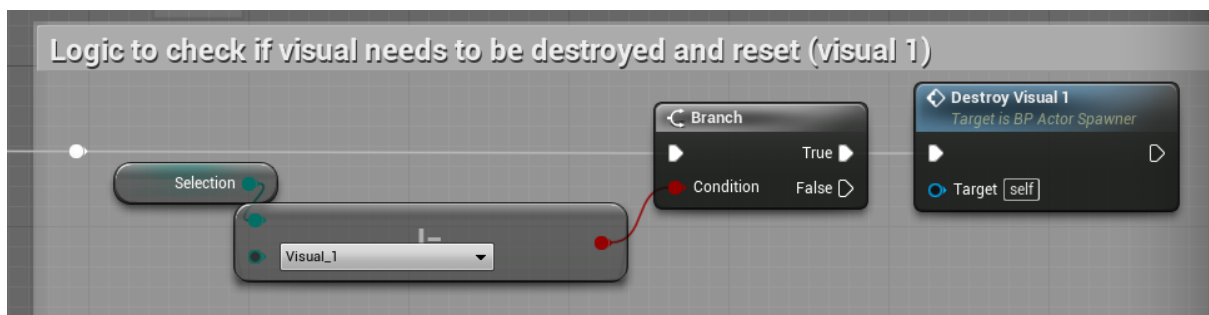 Logic to check if visual needs to be destroyed and reset (visual 1)
Destroy Visual 1
Target is BP Actor Spawner
Branch
True
Selection
Condition
False
Target self
Visual_1